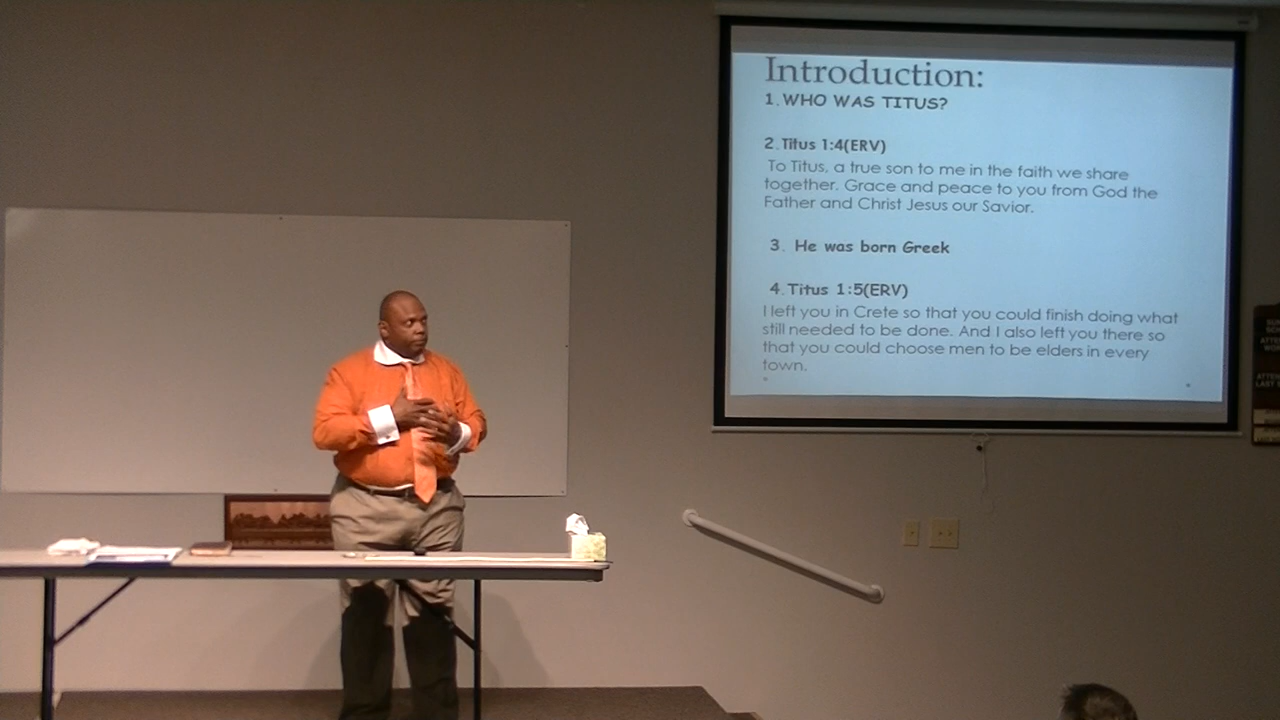 Introduction:
1. WHO WAS TITUS?
2. Titus 1:4(ERV)
To Titus, a true son to me in the faith we share
together. Grace and peace to you from God the
Father and Christ Jesus our Savior.
3. He was born Greek
4. Titus 1:5(ERV)
I left you in Crete so that you could finish doing what
still needed to be done. And I also left you there so
that you could choose men to be elders in every
town.